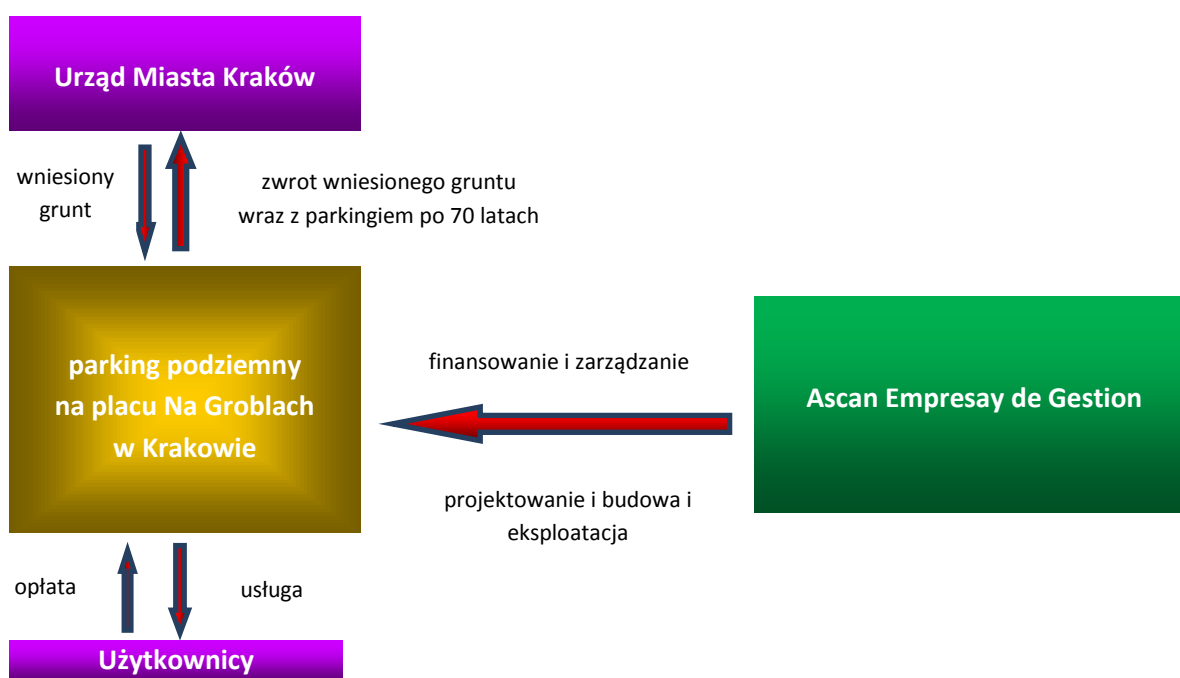 Urząd Miasta Kraków
wniesiony
grunt
zwrot wniesionego gruntu
wraz z parkingiem po 70 latach
parking podziemny
na placu Na Groblach
w Krakowie
finansowanie i zarządzanie
Ascan Empresay de Gestion
projektowanie i budowa i
eksploatacja
opłata
usługa
Użytkownicy